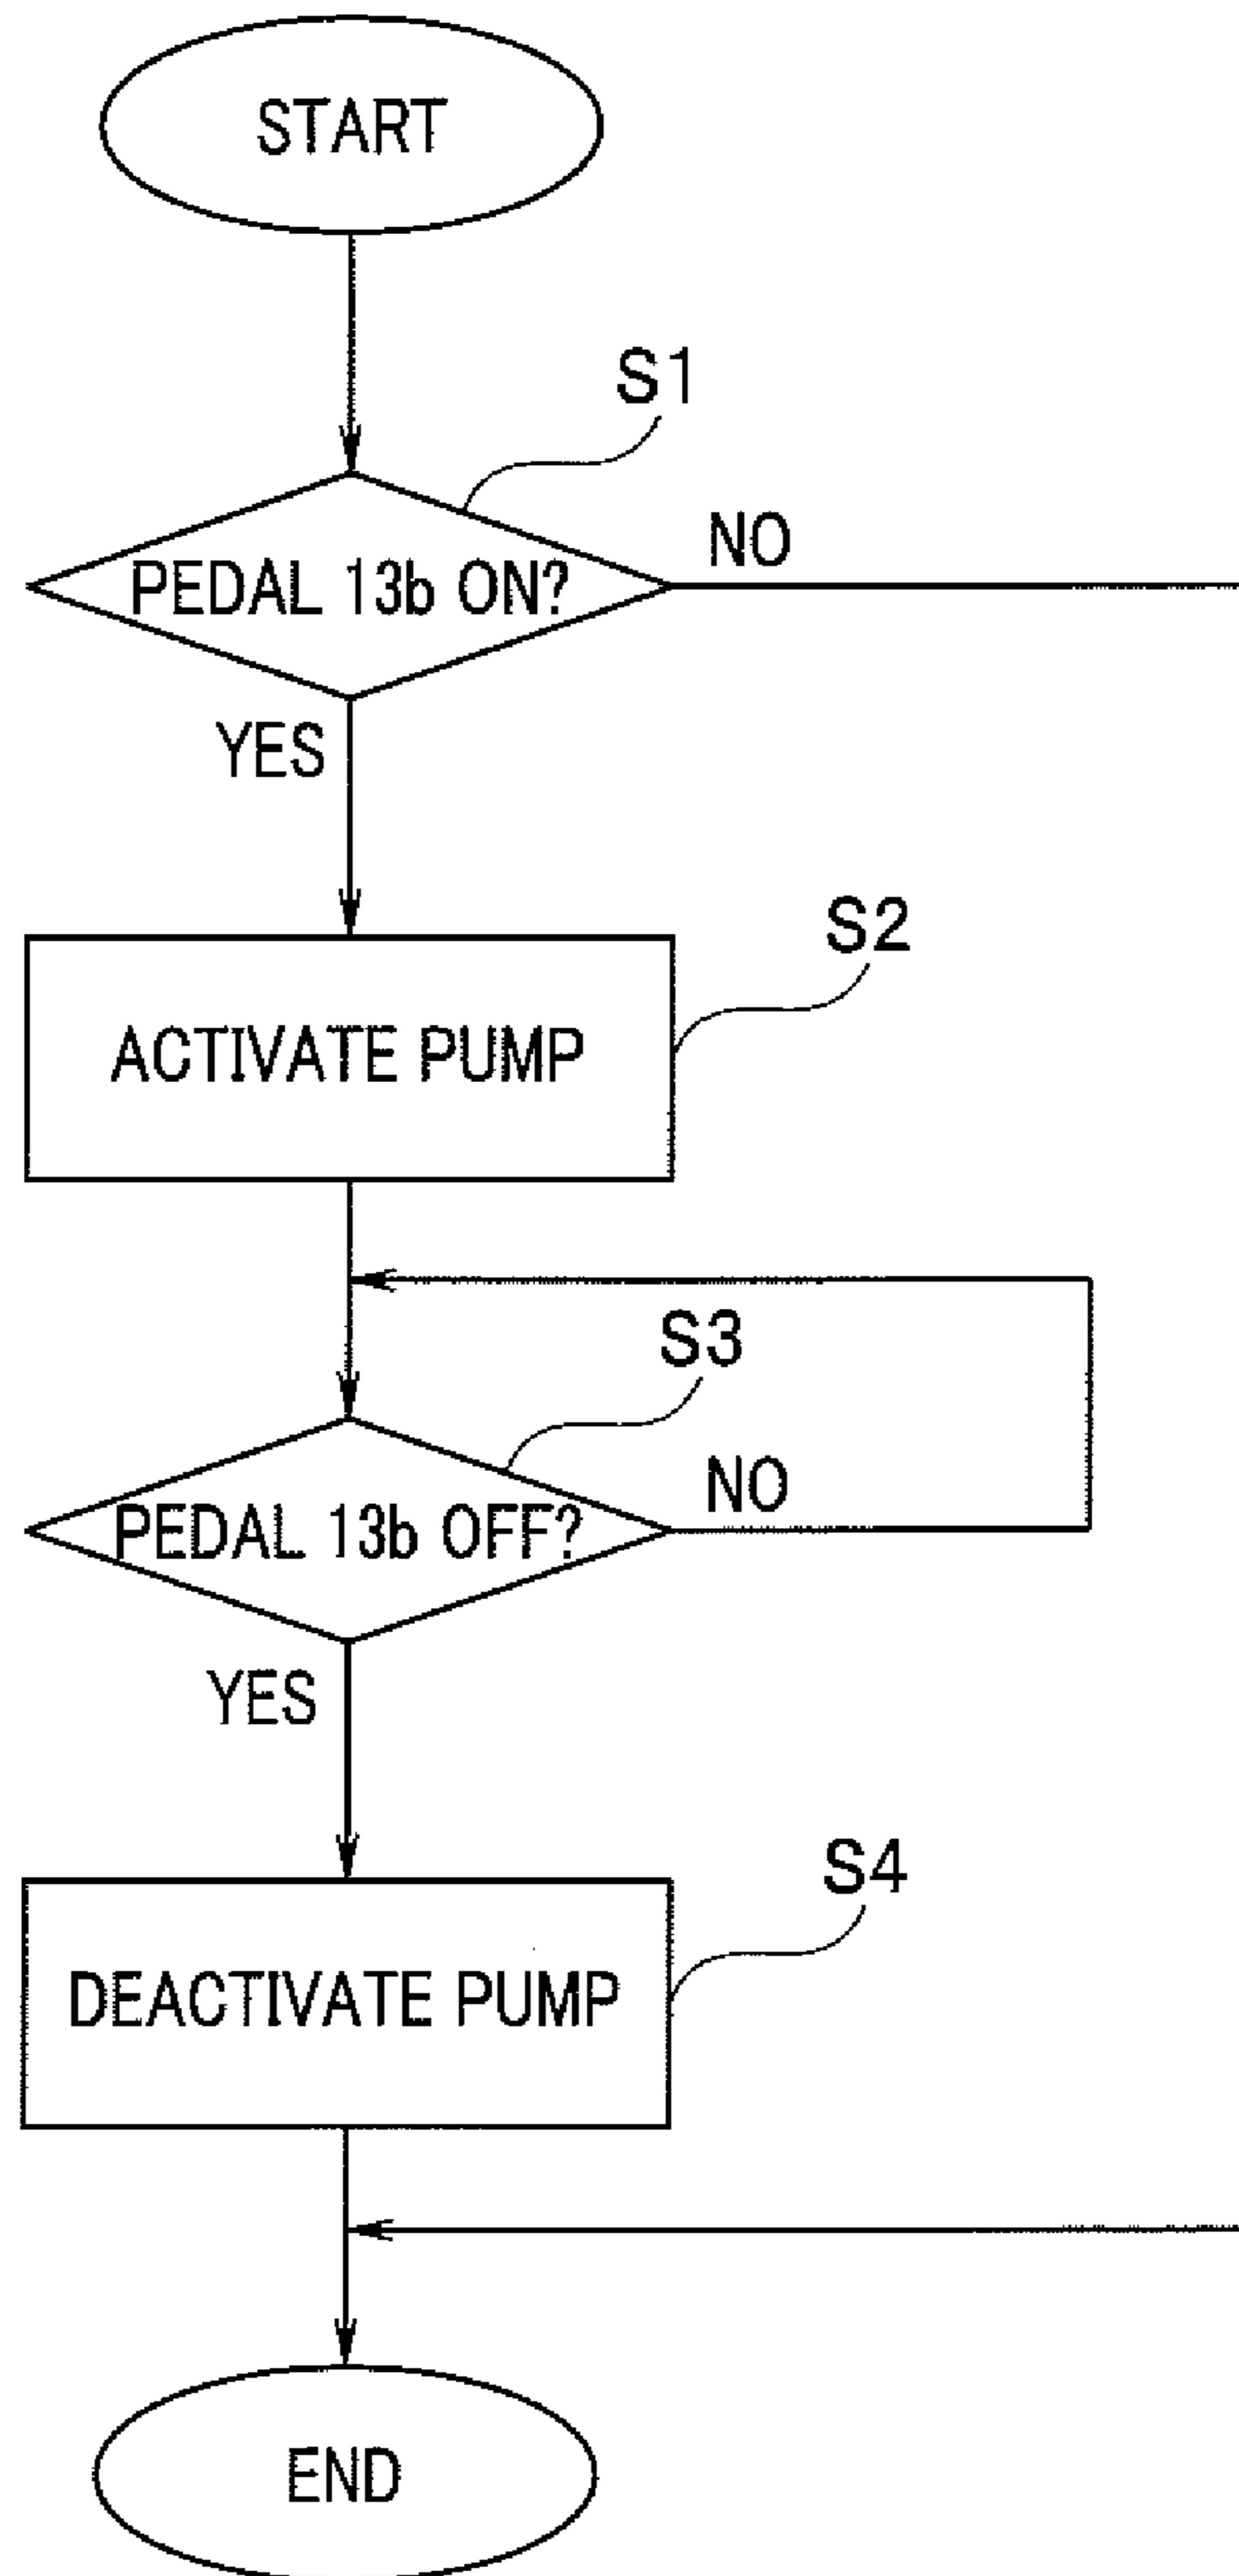 START
S1
PEDAL 13b ON?
NO
YES
S2
ACTIVATE PUMP
S3
PEDAL 13b OFF?
NO
YES
S4
DEACTIVATE PUMP
END